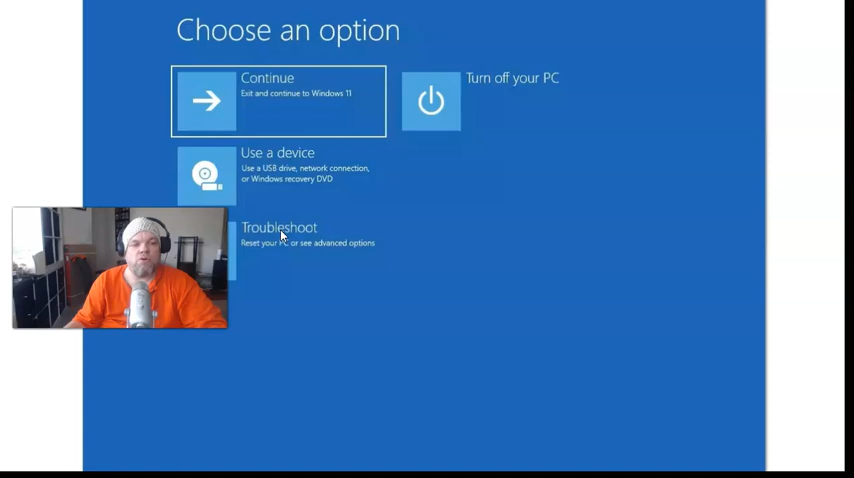 Choose an option
Continue
Exit and continue to Windows 11
Turn off your PC
Use a device
Use a USB drive, network connection,
or Windows recovery DVD
Troubleshoot
Reset your PC or see advanced options